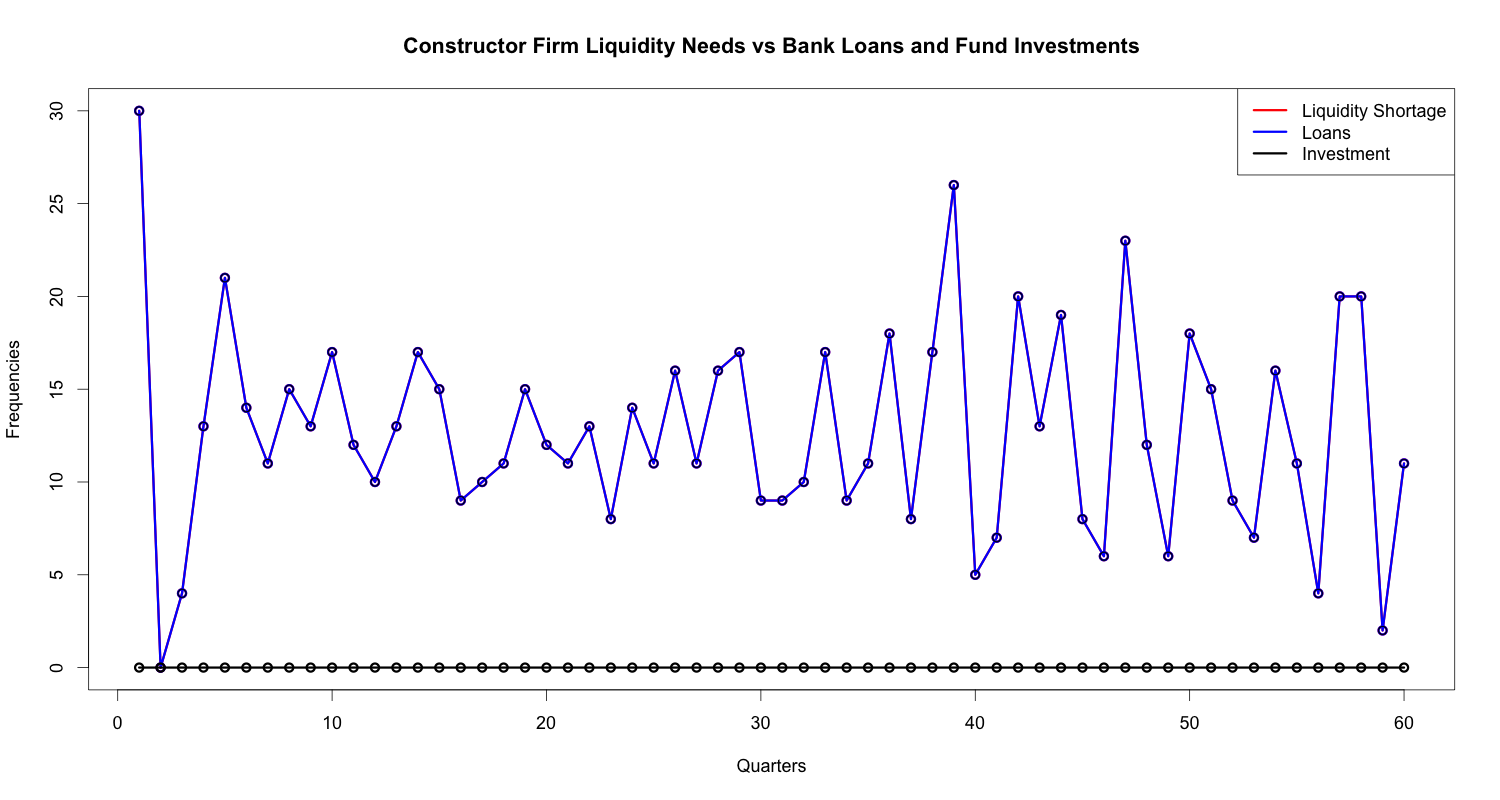 Constructor Firm Liquidity Needs vs Bank Loans and Fund Investments
Liquidity Shortage
Loans
Investment
Frequencies
30
25
20
15
10
5
0
0 10 20 30 40 50 60
Quarters